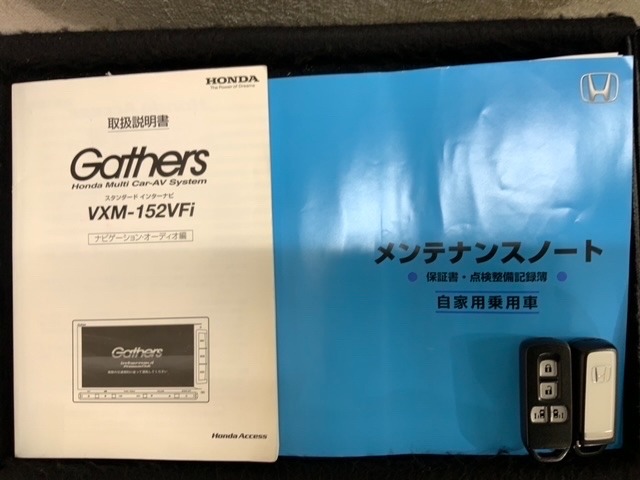 HONDA
The Power of Dreams
取扱説明書
Gathers
Honda Multi Car-AV System
スタンダード インターナビ
VXM-152VFi
ナビゲーション・オーディオ編
Gathers
Honda Access
メンテナンスノート
保証書・点検整備記録簿
自家用乗用車